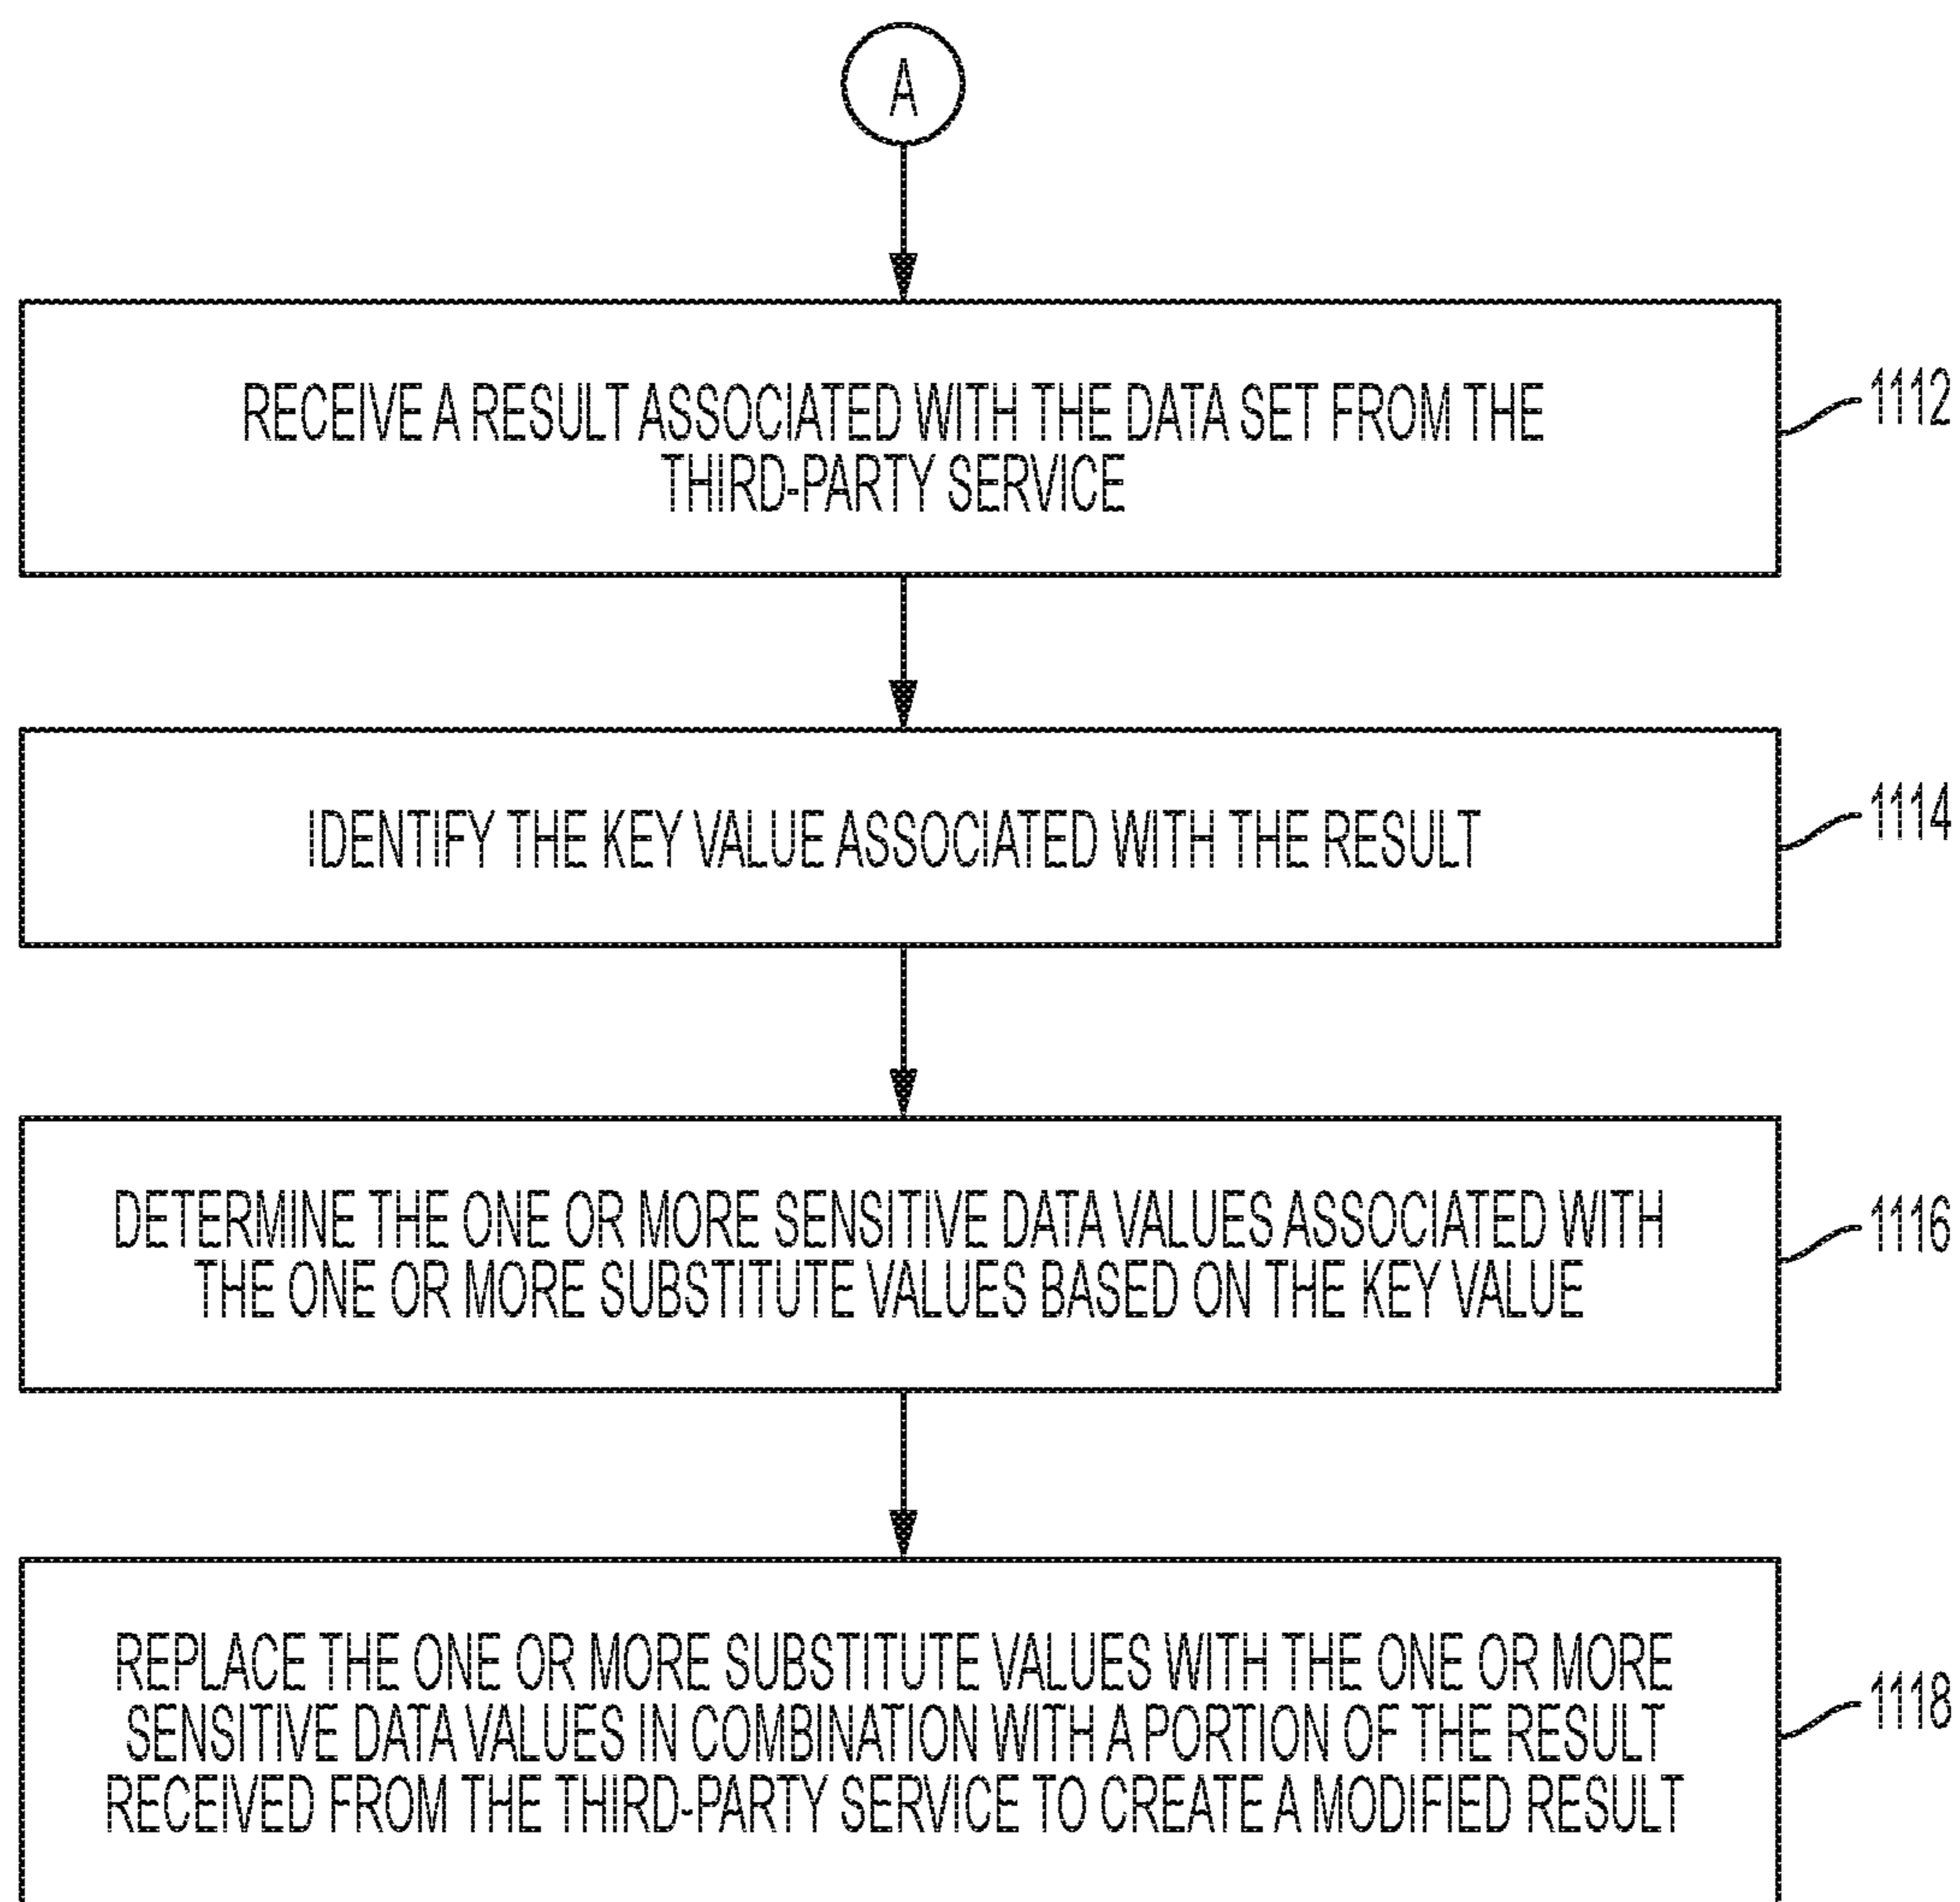 A
RECEIVE A RESULT ASSOCIATED WITH THE DATA SET FROM THE
THIRD-PARTY SERVICE
1112
IDENTIFY THE KEY VALUE ASSOCIATED WITH THE RESULT
1114
DETERMINE THE ONE OR MORE SENSITIVE DATA VALUES ASSOCIATED WITH
THE ONE OR MORE SUBSTITUTE VALUES BASED ON THE KEY VALUE
1116
REPLACE THE ONE OR MORE SUBSTITUTE VALUES WITH THE ONE OR MORE
SENSITIVE DATA VALUES IN COMBINATION WITH A PORTION OF THE RESULT
RECEIVED FROM THE THIRD-PARTY SERVICE TO CREATE A MODIFIED RESULT
1118